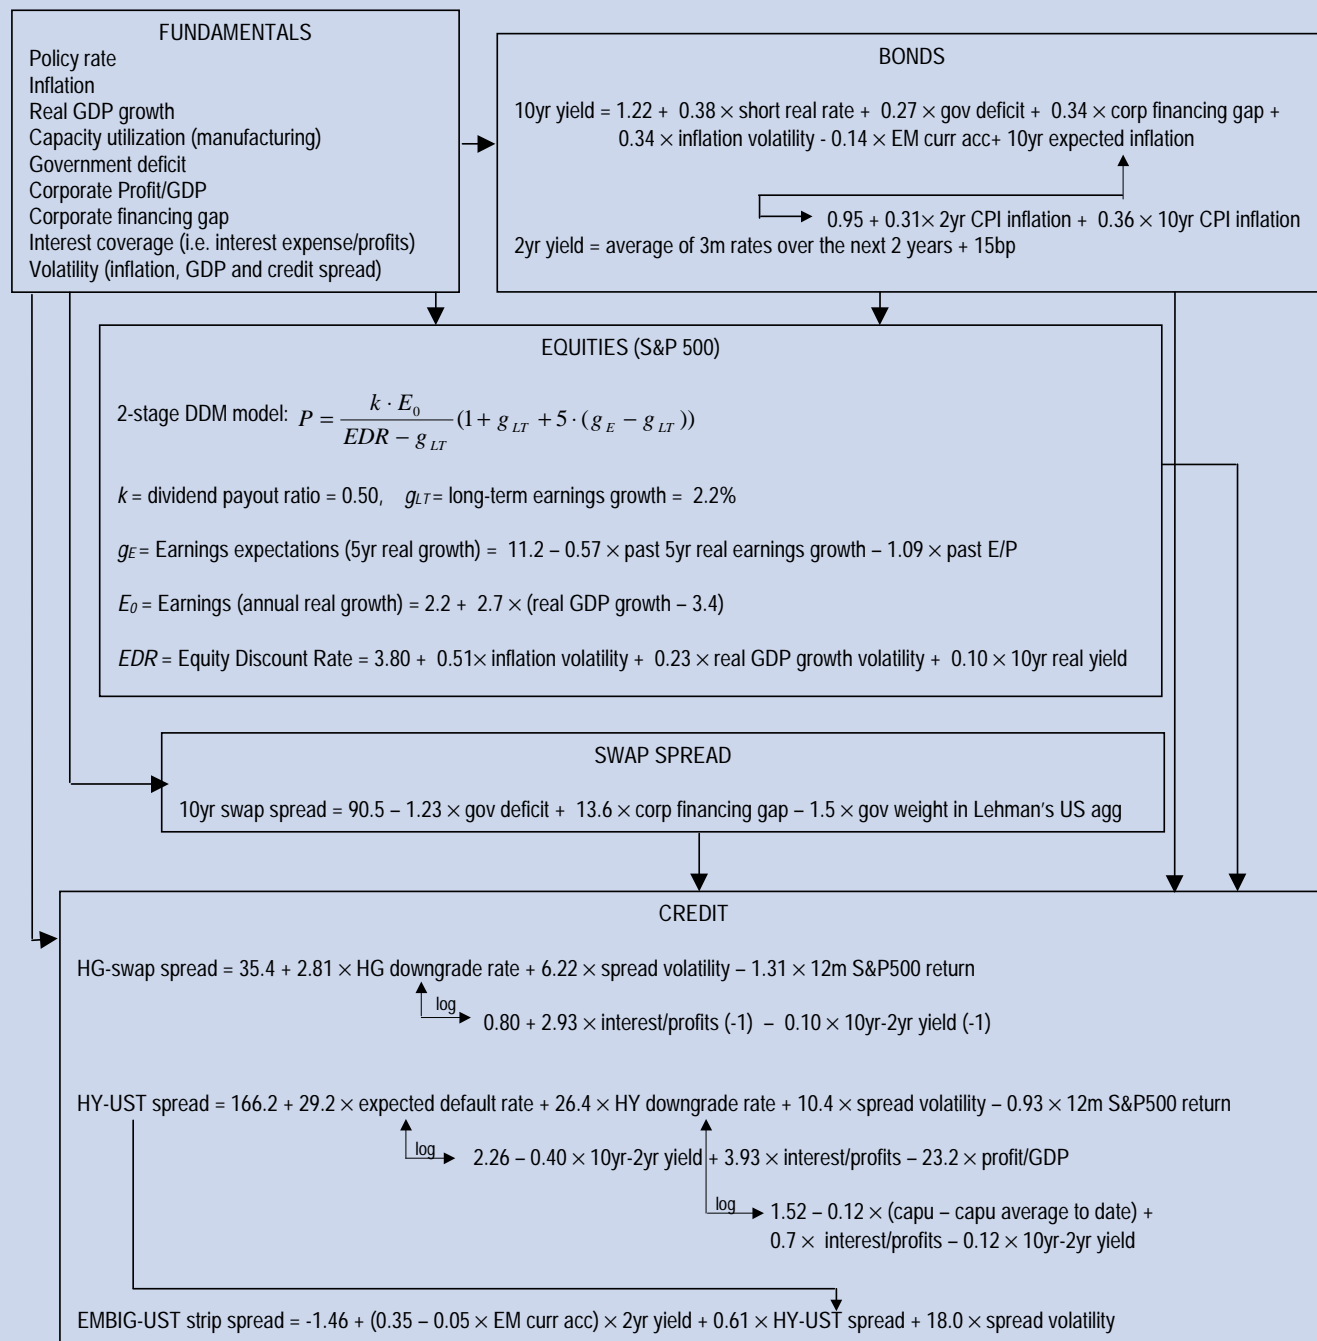 FUNDAMENTALS
Policy rate
Inflation
Real GDP growth
Capacity utilization (manufacturing)
Government deficit
Corporate Profit/GDP
Corporate financing gap
Interest coverage (i.e. interest expense/profits)
Volatility (inflation, GDP and credit spread)
BONDS
10yr yield = 1.22 + 0.38 × short real rate + 0.27 × gov deficit + 0.34 × corp financing gap +
0.34 × inflation volatility - 0.14 × EM curr acc+ 10yr expected inflation
0.95 + 0.31× 2yr CPI inflation + 0.36 × 10yr CPI inflation
2yr yield = average of 3m rates over the next 2 years + 15bp
EQUITIES (S&P 500)
2-stage DDM model: P = \frac{k · E_0}{EDR − g_{LT}} (1 + g_{LT} + 5 · (g_E − g_{LT}))
k = dividend payout ratio = 0.50, g_{LT} = long-term earnings growth = 2.2%
g_E = Earnings expectations (5yr real growth) = 11.2 – 0.57 × past 5yr real earnings growth – 1.09 × past E/P
E_0 = Earnings (annual real growth) = 2.2 + 2.7 × (real GDP growth – 3.4)
EDR = Equity Discount Rate = 3.80 + 0.51× inflation volatility + 0.23 × real GDP growth volatility + 0.10 × 10yr real yield
SWAP SPREAD
10yr swap spread = 90.5 – 1.23 × gov deficit + 13.6 × corp financing gap – 1.5 × gov weight in Lehman's US agg
CREDIT
HG-swap spread = 35.4 + 2.81 × HG downgrade rate + 6.22 × spread volatility – 1.31 × 12m S&P500 return
log
0.80 + 2.93 × interest/profits (-1) – 0.10 × 10yr-2yr yield (-1)
HY-UST spread = 166.2 + 29.2 × expected default rate + 26.4 × HY downgrade rate + 10.4 × spread volatility – 0.93 × 12m S&P500 return
log
2.26 – 0.40 × 10yr-2yr yield + 3.93 × interest/profits – 23.2 × profit/GDP
log
1.52 – 0.12 × (capu – capu average to date) +
0.7 × interest/profits – 0.12 × 10yr-2yr yield
EMBIG-UST strip spread = -1.46 + (0.35 – 0.05 × EM curr acc) × 2yr yield + 0.61 × HY-UST spread + 18.0 × spread volatility